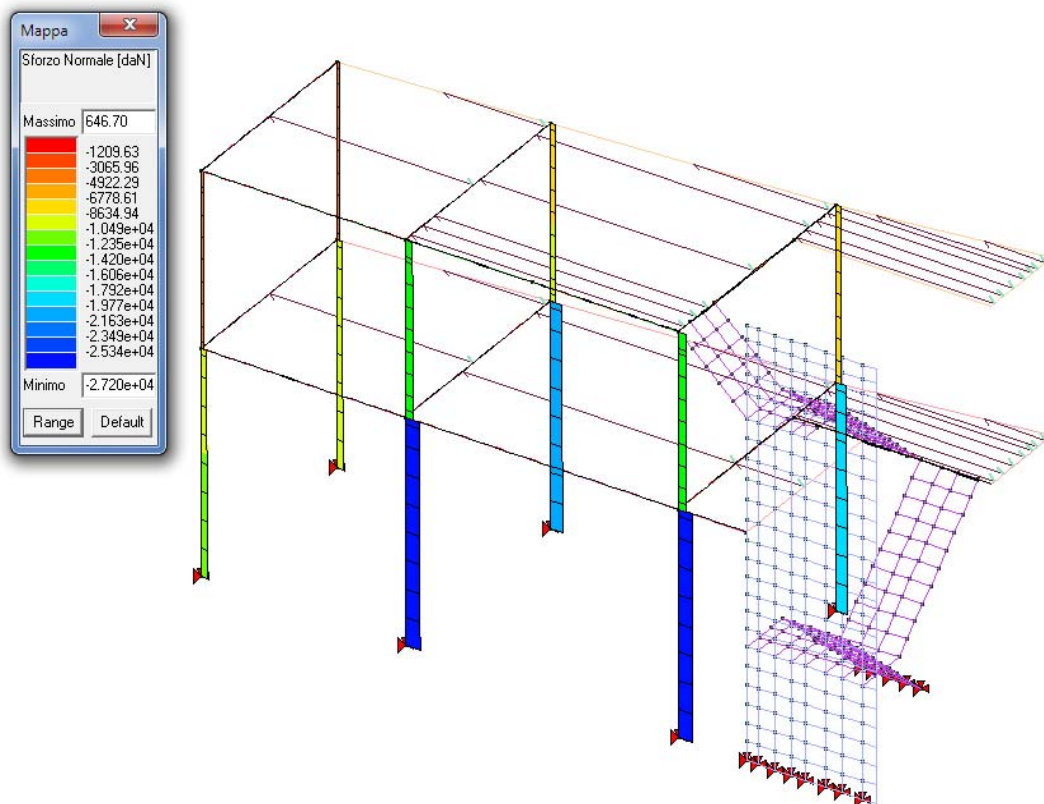 Mappa
Sforzo Normale [daN]
Massimo 646.70
-1209.63
-3065.96
-4922.29
-6778.61
-8634.94
-1.049e+04
-1.235e+04
-1.420e+04
-1.606e+04
-1.792e+04
-1.977e+04
-2.163e+04
-2.349e+04
-2.534e+04
Minimo -2.720e+04
Range Default